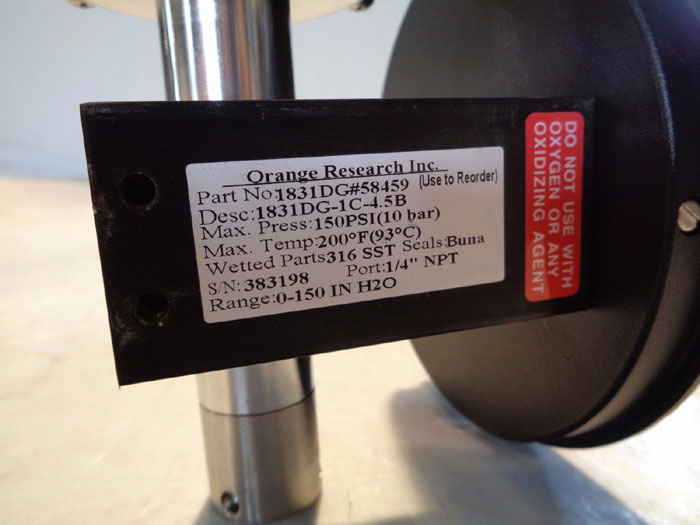 Orange Research Inc.
Part No:1831DG#58459 (Use to Reorder)
Desc:1831DG-1C-4.5B
Max. Press:150PSI(10 bar)
Max. Temp:200°F(93°C)
Wetted Parts316 SST Seals:Buna
S/N: 383198 Port:1/4" NPT
Range:0-150 IN H2O
DO NOT USE WITH
OXYGEN OR ANY
OXIDIZING AGENT